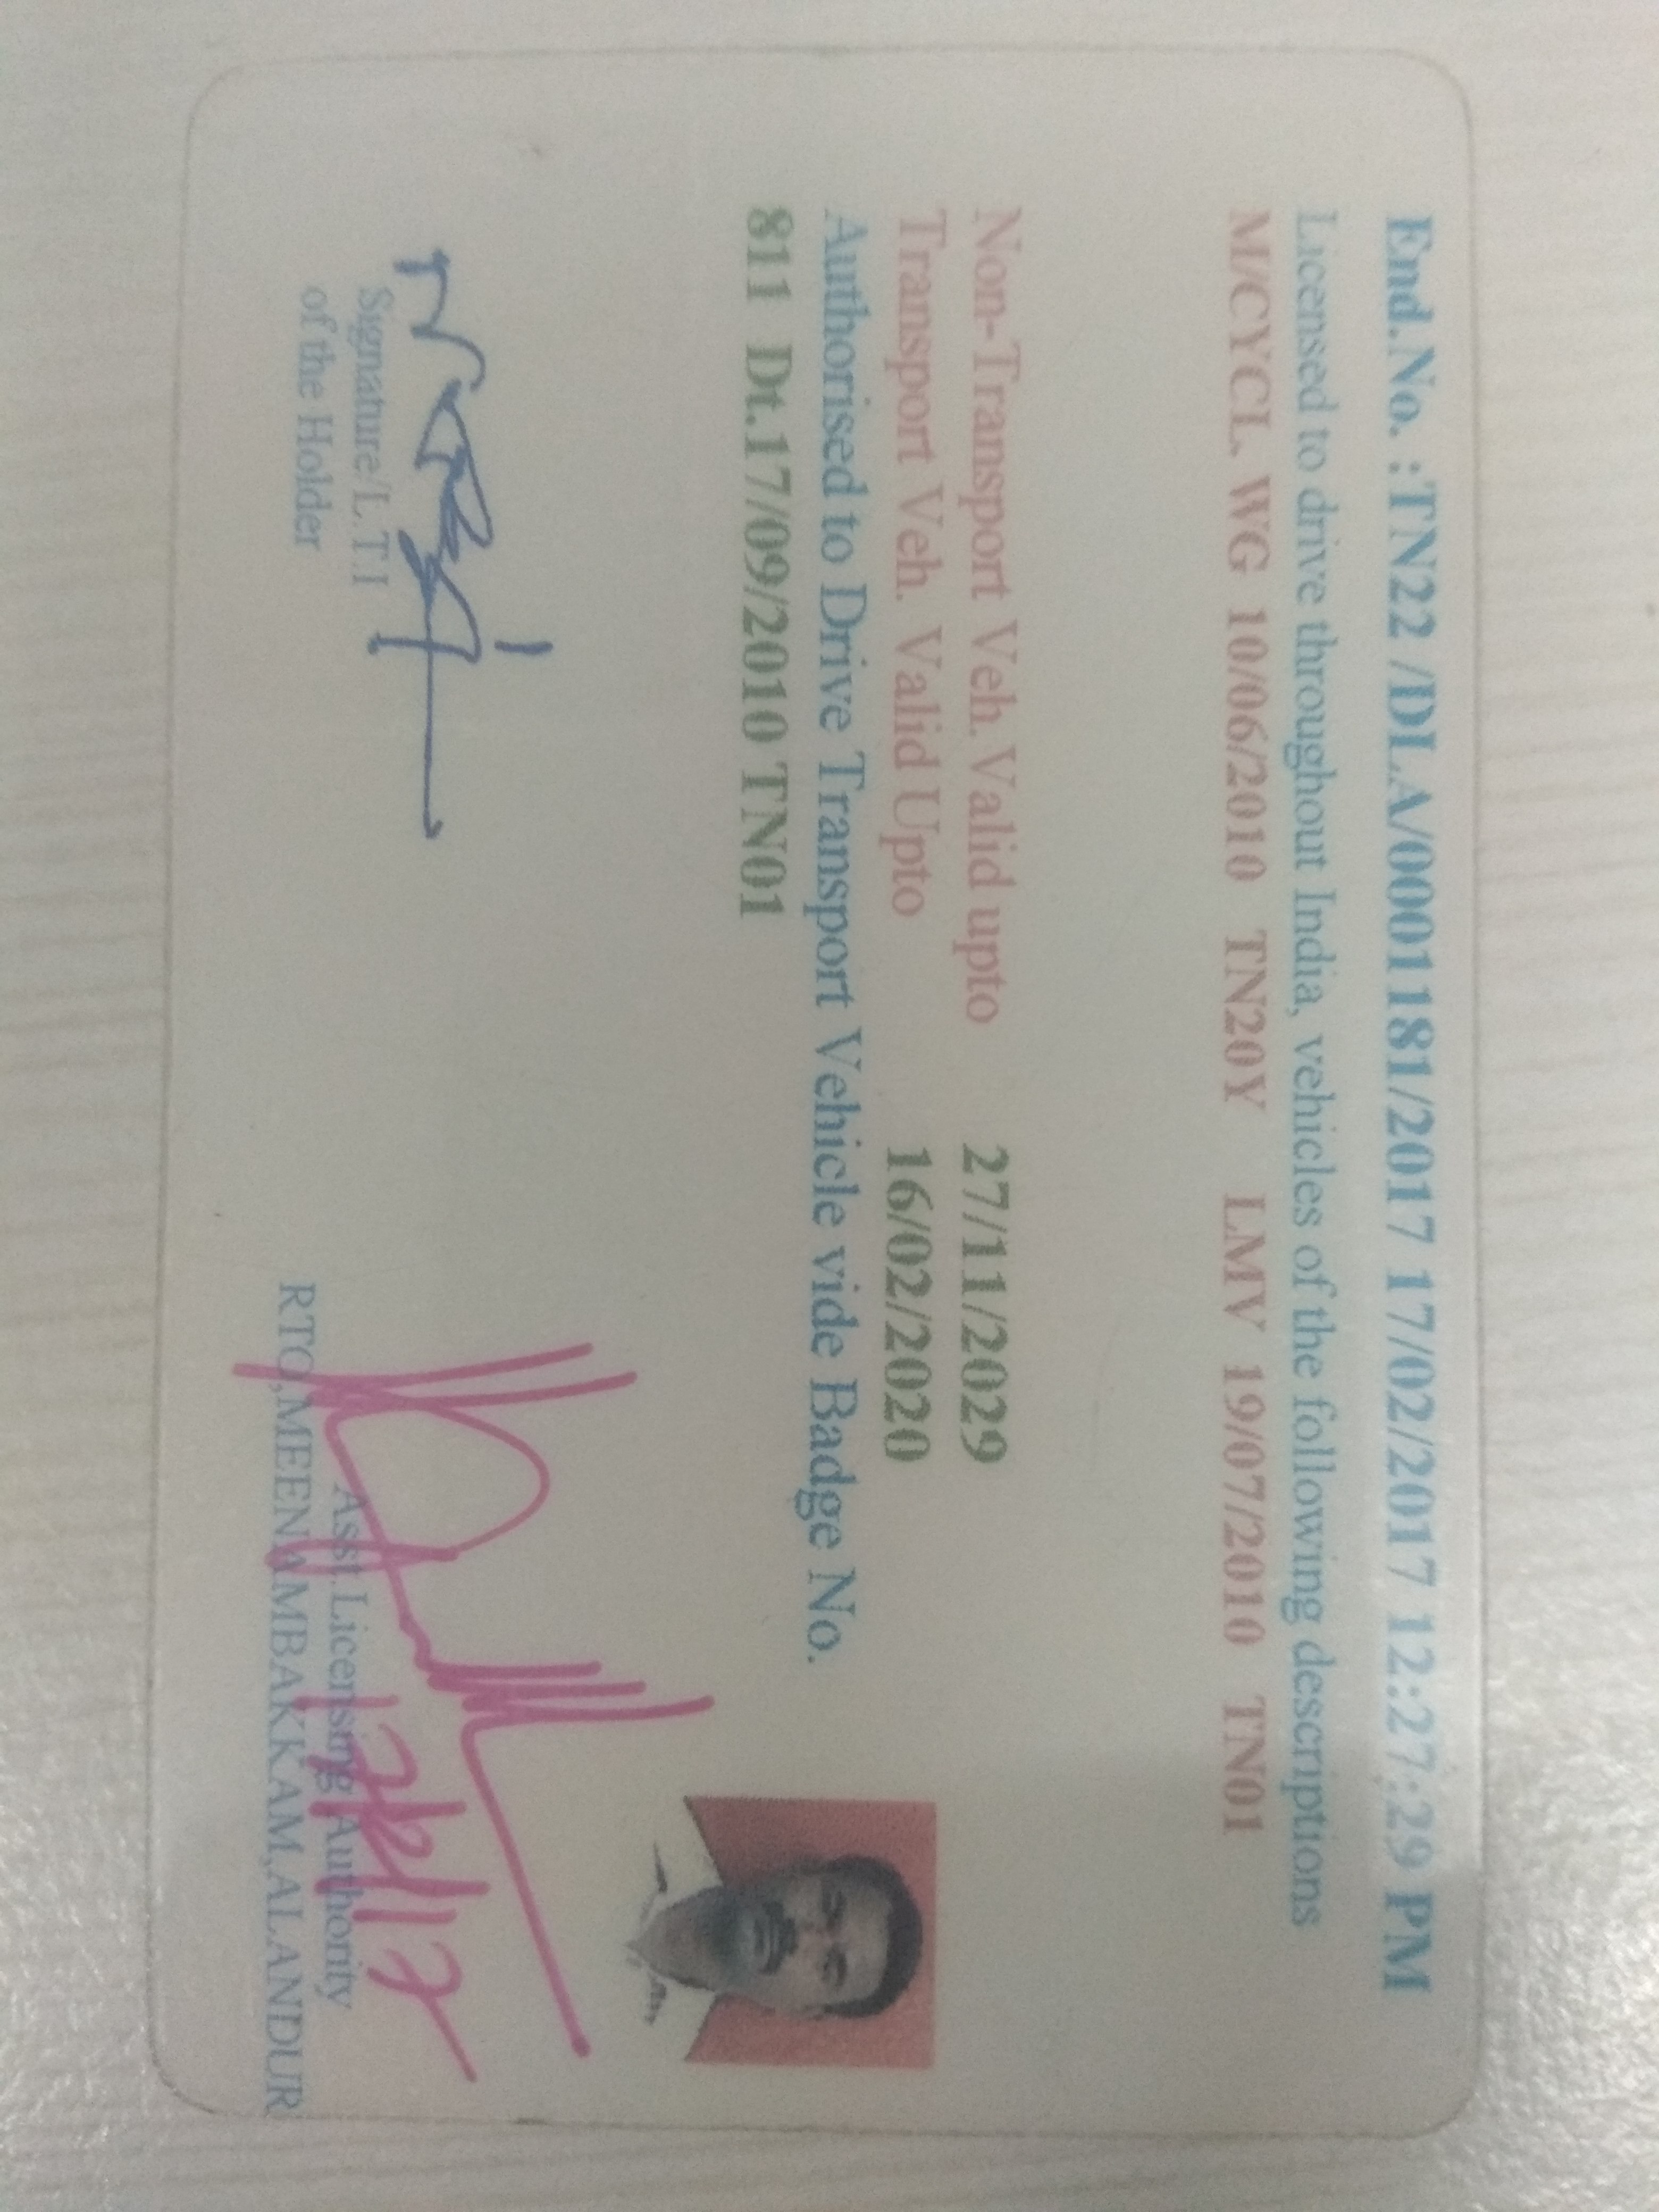 End.No. :TN22 /DLA/0001181/2017 17/02/2017 12:27:29 PM
Licensed to drive throughout India, vehicles of the following descriptions
M/CYCL. WG 10/06/2010 TN20Y LMV 19/07/2010 TN01
Non-Transport Veh. Valid upto 27/11/2029
Transport Veh. Valid Upto 16/02/2020
Authorised to Drive Transport Vehicle vide Badge No.
811 Dt.17/09/2010 TN01
Signature/L.T.I
of the Holder
Asst.Licensing Authority
RTO,MEENAMBAKKAM,ALANDUR